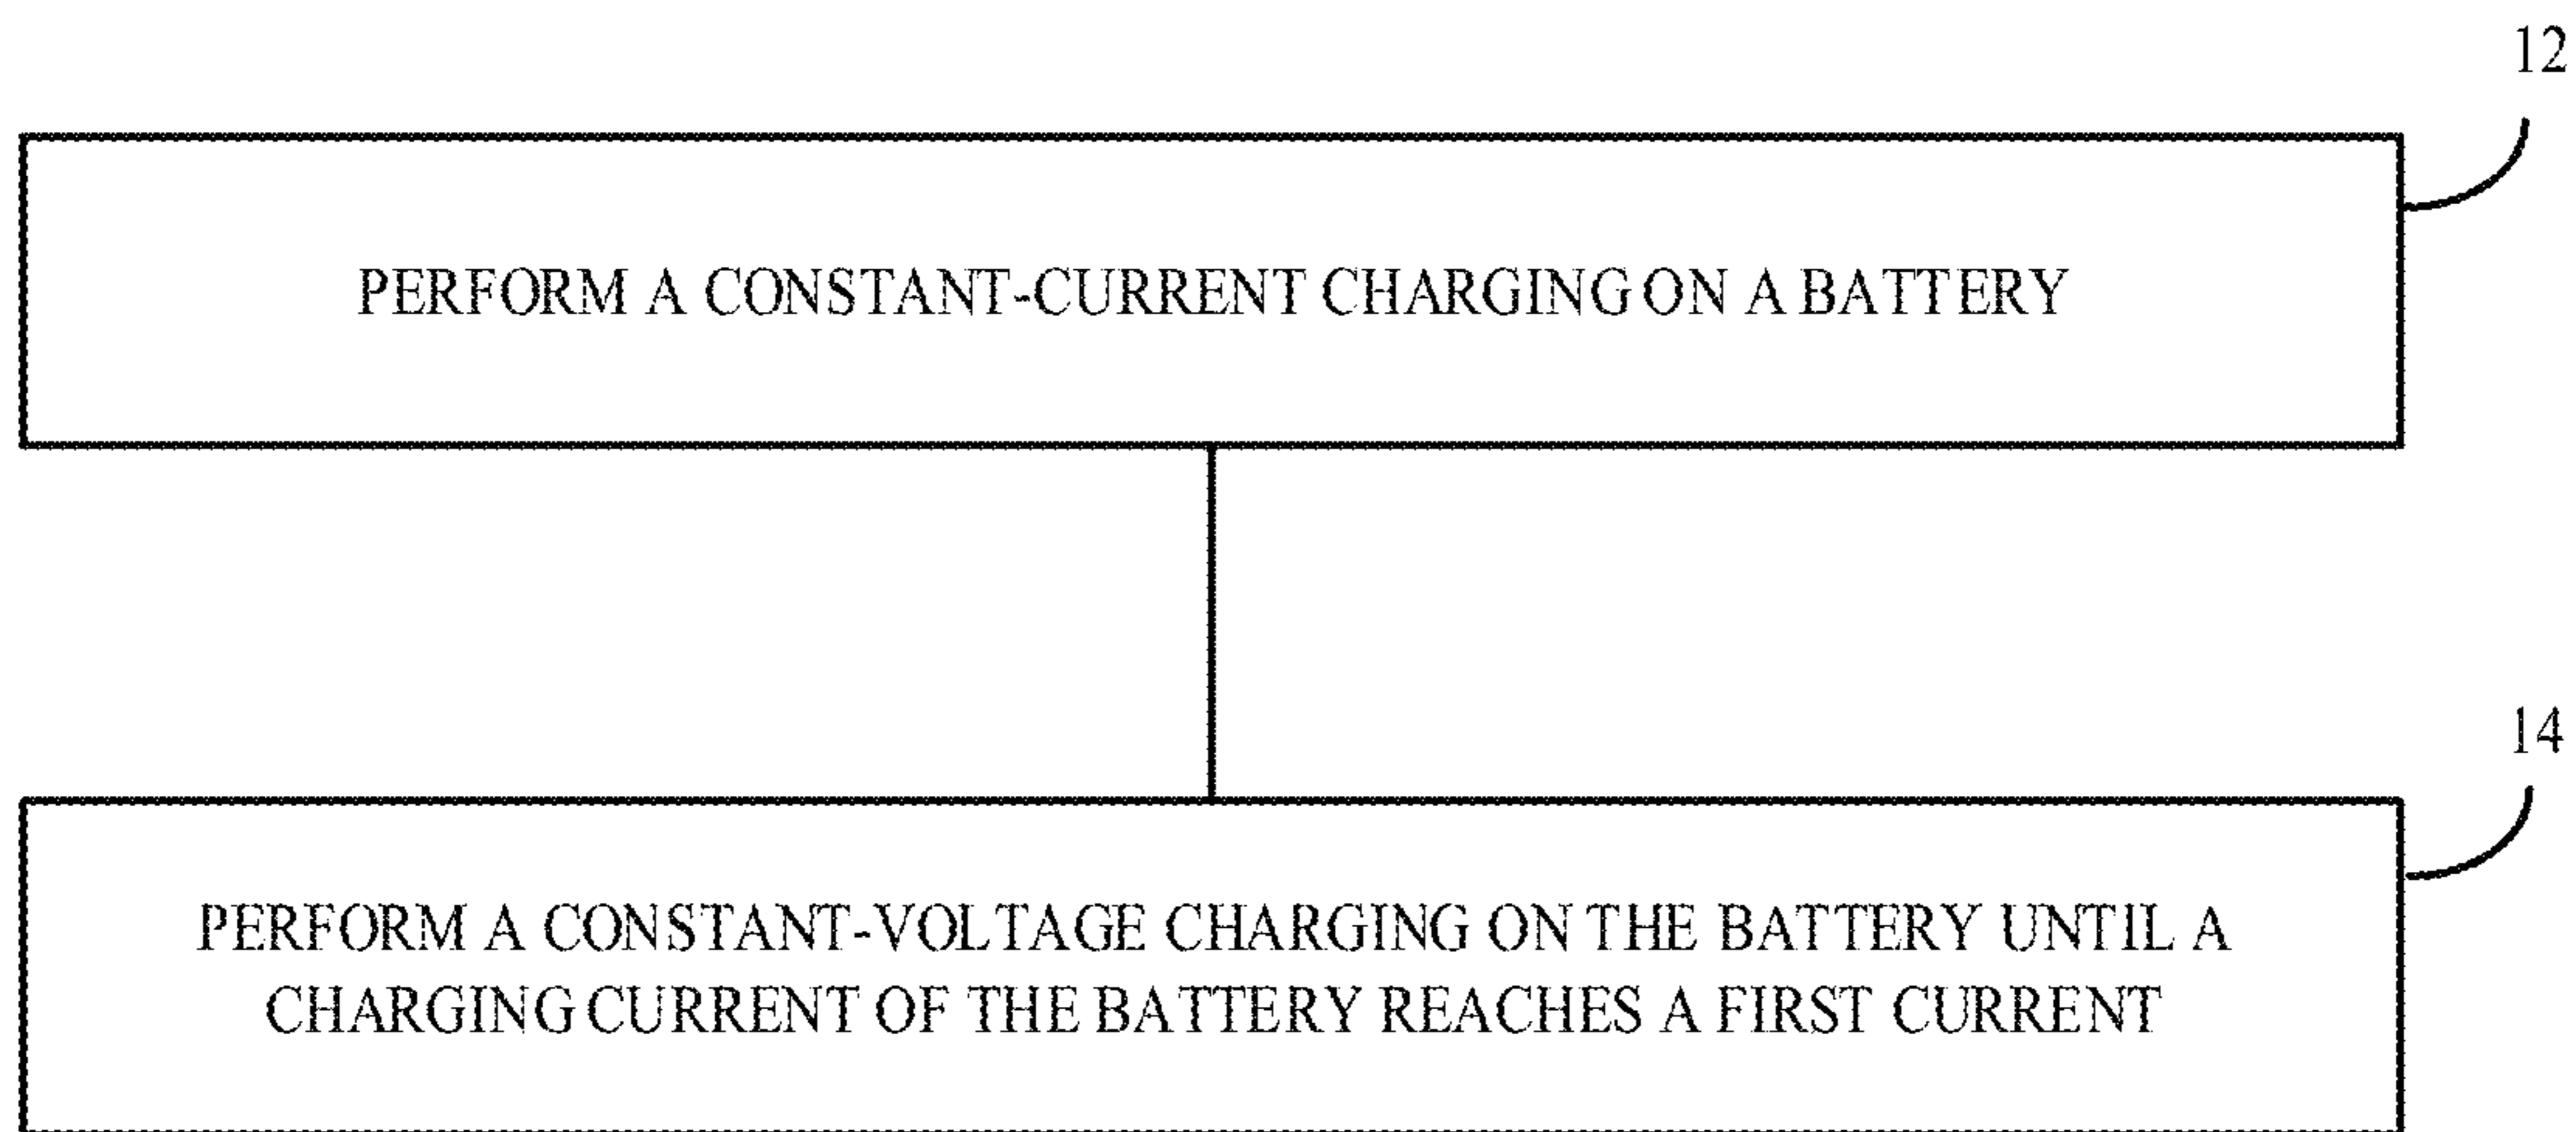 12
PERFORM A CONSTANT-CURRENT CHARGING ON A BATTERY
14
PERFORM A CONSTANT-VOLTAGE CHARGING ON THE BATTERY UNTIL A
CHARGING CURRENT OF THE BATTERY REACHES A FIRST CURRENT